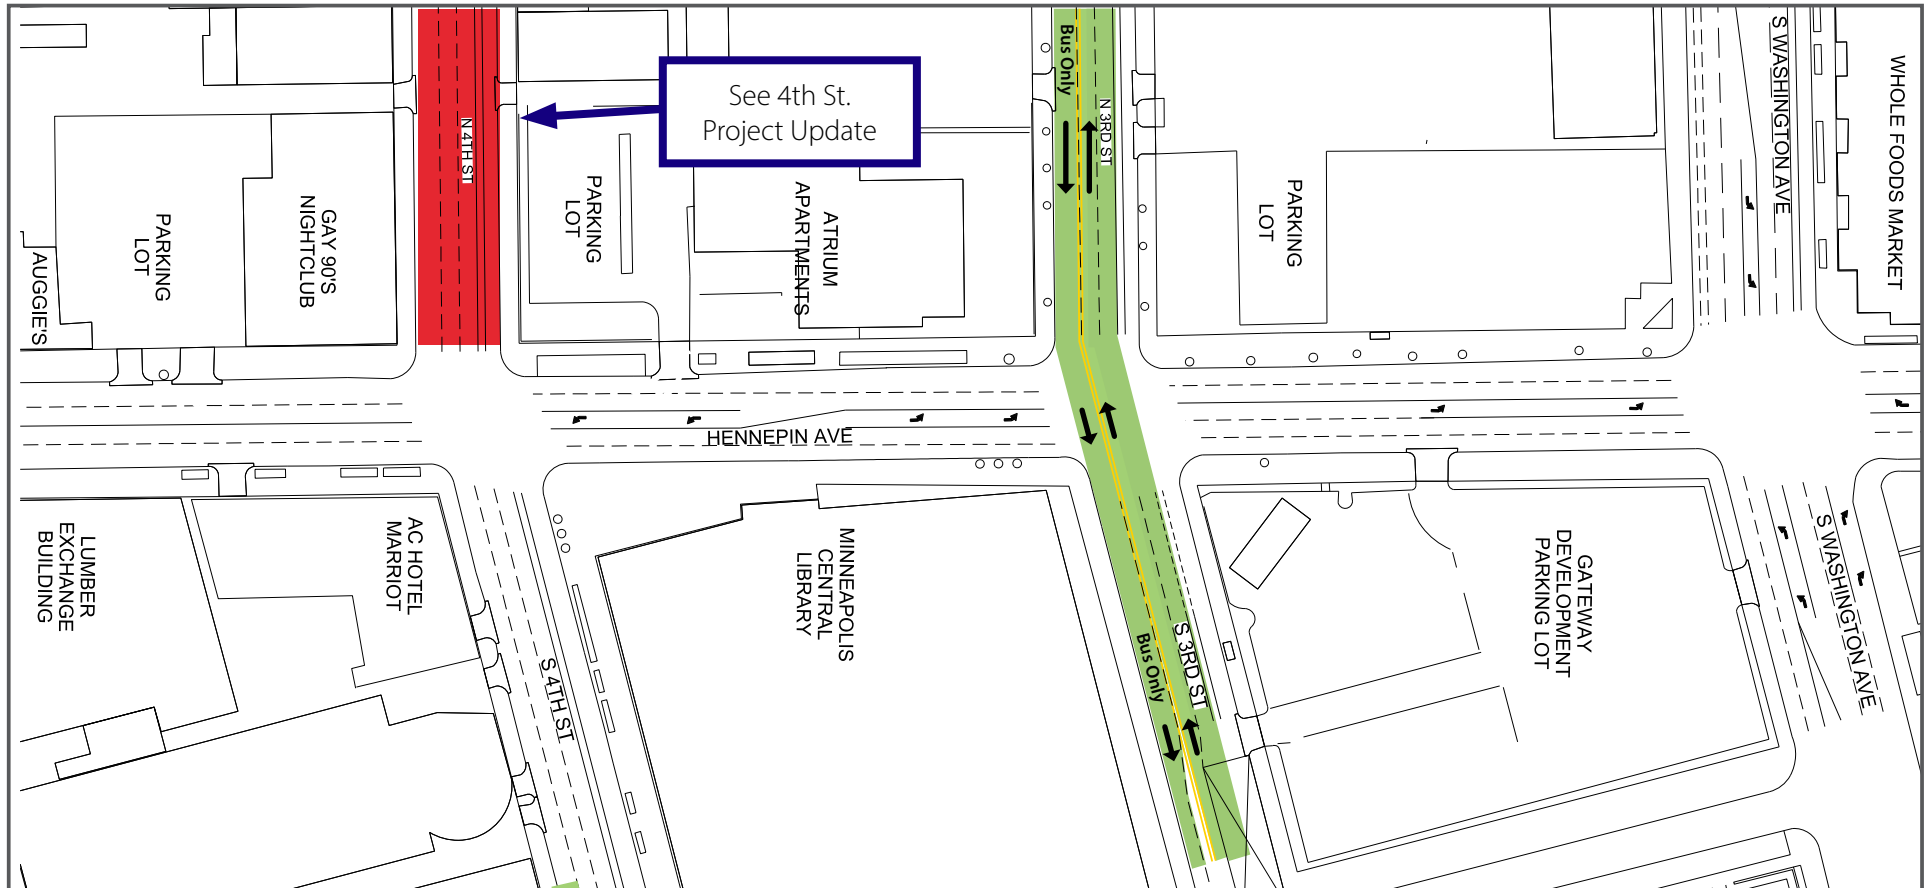 Bus Only
S WASHINGTON AVE
WHOLE FOODS MARKET
See 4th St.
Project Update
N 4TH ST
N 3RD ST
AUGGIE'S
PARKING
LOT
GAY 90'S
NIGHTCLUB
PARKING
LOT
ATRIUM
APARTMENTS
PARKING
LOT
HENNEPIN AVE
LUMBER
EXCHANGE
BUILDING
AC HOTEL
MARRIOT
S 4TH ST
MINNEAPOLIS
CENTRAL
LIBRARY
Bus Only
S 3RD ST
GATEWAY
DEVELOPMENT
PARKING LOT
S WASHINGTON AVE